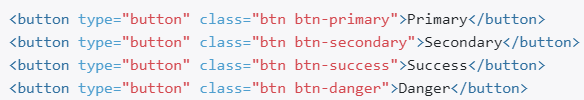 <button type="button" class="btn btn-primary">Primary</button>
<button type="button" class="btn btn-secondary">Secondary</button>
<button type="button" class="btn btn-success">Success</button>
<button type="button" class="btn btn-danger">Danger</button>